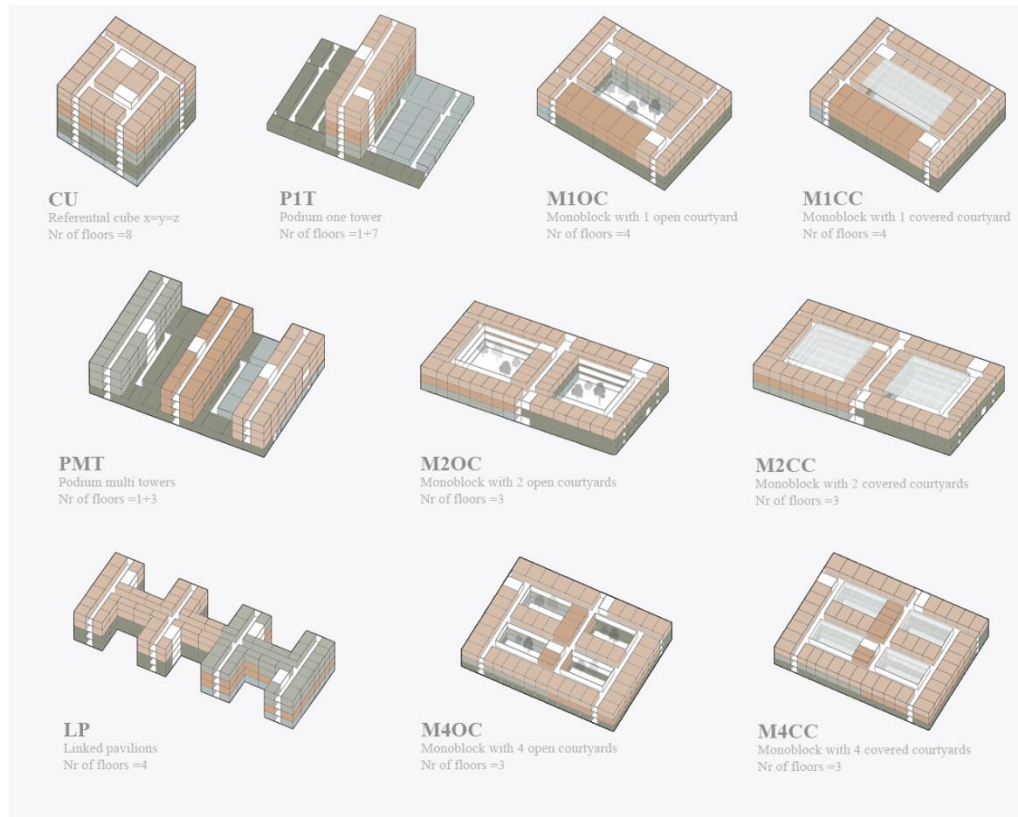 CU
Referential cube x=y=z
Nr of floors =8
P1T
Podium one tower
Nr of floors =1+7
M1OC
Monoblock with 1 open courtyard
Nr of floors =4
M1CC
Monoblock with 1 covered courtyard
Nr of floors =4
PMT
Podium multi towers
Nr of floors =1+3
M2OC
Monoblock with 2 open courtyards
Nr of floors =3
M2CC
Monoblock with 2 covered courtyards
Nr of floors =3
LP
Linked pavilions
Nr of floors =4
M4OC
Monoblock with 4 open courtyards
Nr of floors =3
M4CC
Monoblock with 4 covered courtyards
Nr of floors =3